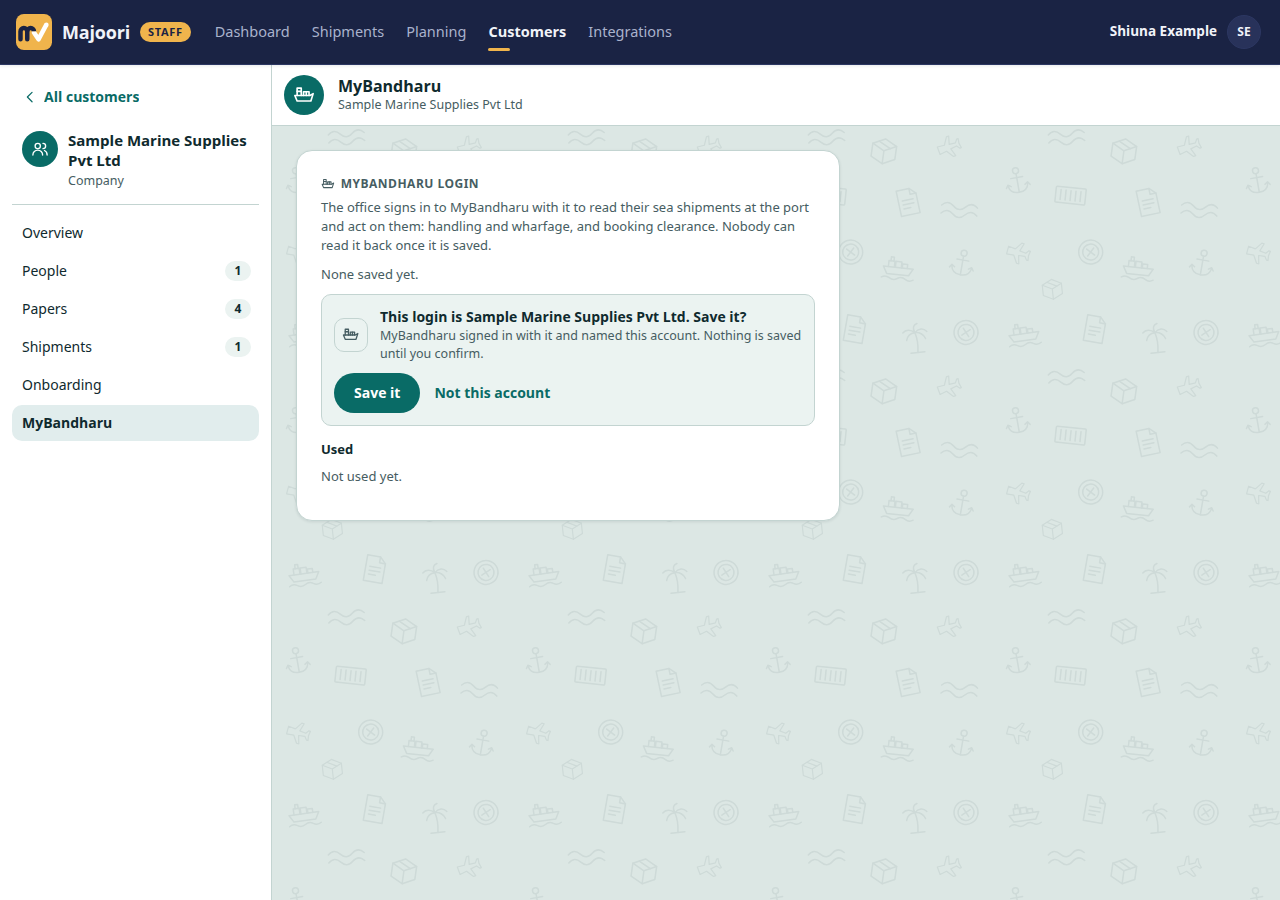 Majoori STAFF Dashboard Shipments Planning Customers Integrations Shiuna Example SE
All customers
Sample Marine Supplies
Pvt Ltd
Company
Overview
People 1
Papers 4
Shipments 1
Onboarding
MyBandharu
MyBandharu
Sample Marine Supplies Pvt Ltd
MYBANDHARU LOGIN
The office signs in to MyBandharu with it to read their sea shipments at the port
and act on them: handling and wharfage, and booking clearance. Nobody can
read it back once it is saved.
None saved yet.
This login is Sample Marine Supplies Pvt Ltd. Save it?
MyBandharu signed in with it and named this account. Nothing is saved
until you confirm.
Save it Not this account
Used
Not used yet.